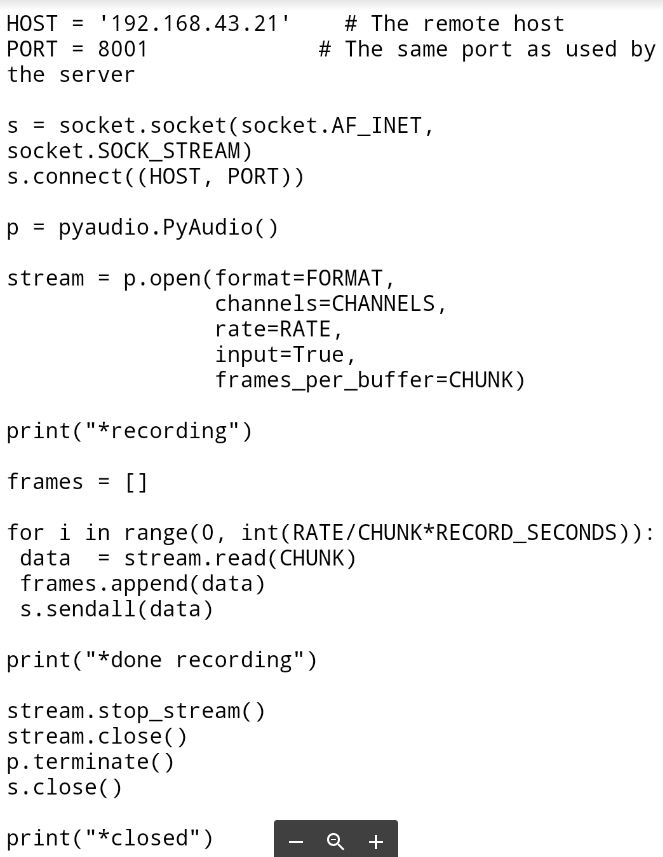 HOST = '192.168.43.21'    # The remote host
PORT = 8001             # The same port as used by
the server
s = socket.socket(socket.AF_INET,
socket.SOCK_STREAM)
s.connect((HOST, PORT))
p = pyaudio.PyAudio()
stream = p.open(format=FORMAT,
                channels=CHANNELS,
                rate=RATE,
                input=True,
                frames_per_buffer=CHUNK)
print("*recording")
frames = []
for i in range(0, int(RATE/CHUNK*RECORD_SECONDS)):
 data  = stream.read(CHUNK)
 frames.append(data)
 s.sendall(data)
print("*done recording")
stream.stop_stream()
stream.close()
p.terminate()
s.close()
print("*closed")